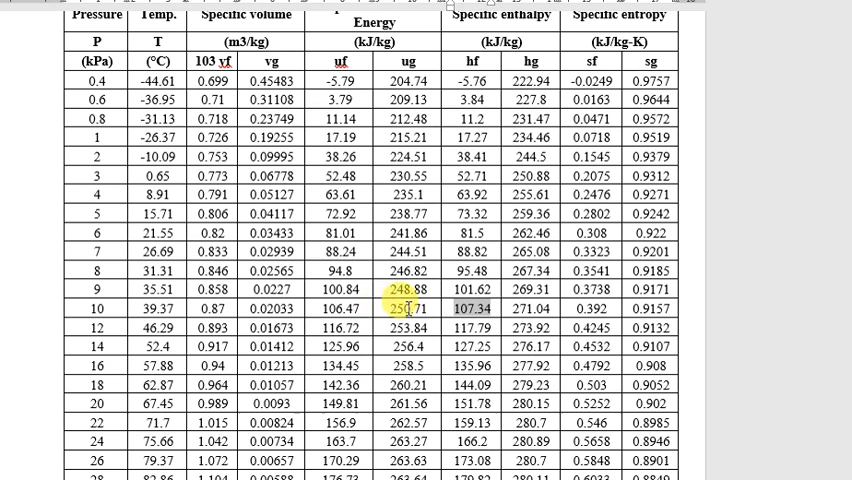 Pressure Temp. Specific volume Specific enthalpy Specific entropy
Energy
P T (m3/kg) (kJ/kg) (kJ/kg) (kJ/kg-K)
(kPa) (°C) 103 vf vg uf ug hf hg sf sg
0.4 -44.61 0.699 0.45483 -5.79 204.74 -5.76 222.94 -0.0249 0.9757
0.6 -36.95 0.71 0.31108 3.79 209.13 3.84 227.8 0.0163 0.9644
0.8 -31.13 0.718 0.23749 11.14 212.48 11.2 231.47 0.0471 0.9572
1 -26.37 0.726 0.19255 17.19 215.21 17.27 234.46 0.0718 0.9519
2 -10.09 0.753 0.09995 38.26 224.51 38.41 244.5 0.1545 0.9379
3 0.65 0.773 0.06778 52.48 230.55 52.71 250.88 0.2075 0.9312
4 8.91 0.791 0.05127 63.61 235.1 63.92 255.61 0.2476 0.9271
5 15.71 0.806 0.04117 72.92 238.77 73.32 259.36 0.2802 0.9242
6 21.55 0.82 0.03433 81.01 241.86 81.5 262.46 0.308 0.922
7 26.69 0.833 0.02939 88.24 244.51 88.82 265.08 0.3323 0.9201
8 31.31 0.846 0.02565 94.8 246.82 95.48 267.34 0.3541 0.9185
9 35.51 0.858 0.0227 100.84 248.88 101.62 269.31 0.3738 0.9171
10 39.37 0.87 0.02033 106.47 250.71 107.34 271.04 0.392 0.9157
12 46.29 0.893 0.01673 116.72 253.84 117.79 273.92 0.4245 0.9132
14 52.4 0.917 0.01412 125.96 256.4 127.25 276.17 0.4532 0.9107
16 57.88 0.94 0.01213 134.45 258.5 135.96 277.92 0.4792 0.908
18 62.87 0.964 0.01057 142.36 260.21 144.09 279.23 0.503 0.9052
20 67.45 0.989 0.0093 149.81 261.56 151.78 280.15 0.5252 0.902
22 71.7 1.015 0.00824 156.9 262.57 159.13 280.7 0.546 0.8985
24 75.66 1.042 0.00734 163.7 263.27 166.2 280.89 0.5658 0.8946
26 79.37 1.072 0.00657 170.29 263.63 173.08 280.7 0.5848 0.8901
28 82.86 1.104 0.00588 176.73 263.64 179.82 280.11 0.6033 0.8849